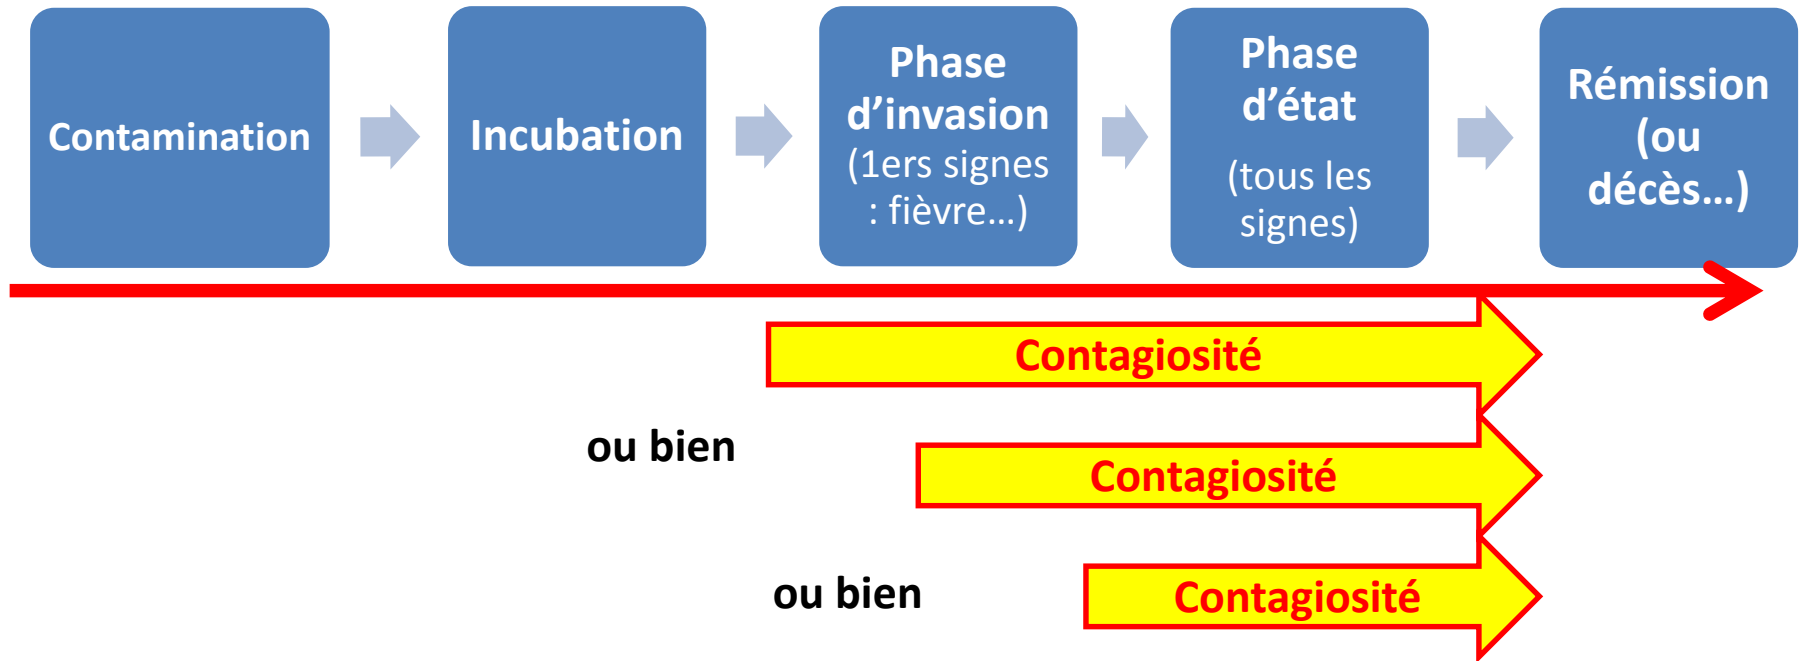 Contamination
Incubation
Phase
d’invasion
(1ers signes
: fièvre…)
Phase
d’état
(tous les
signes)
Rémission
(ou
décès…)
Contagiosité
ou bien
Contagiosité
ou bien
Contagiosité